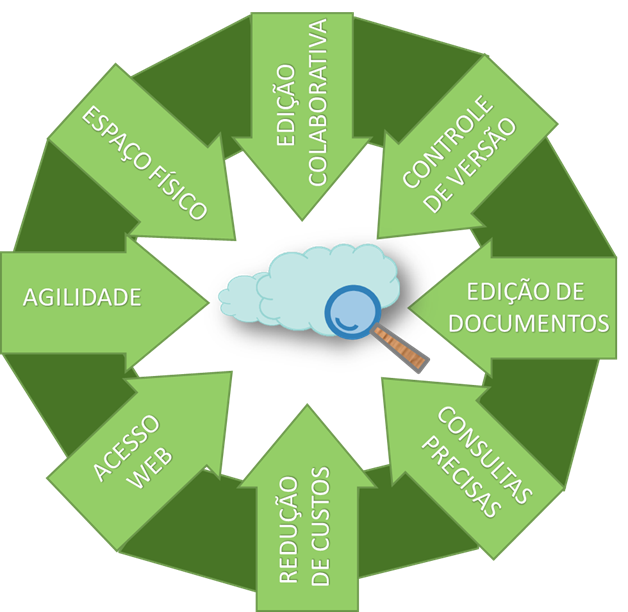 EDIÇÃO
COLABORATIVA
CONTROLE
DE VERSÃO
EDIÇÃO DE
DOCUMENTOS
CONSULTAS
PRECISAS
REDUÇÃO
DE CUSTOS
ACESSO
WEB
AGILIDADE
ESPAÇO FÍSICO